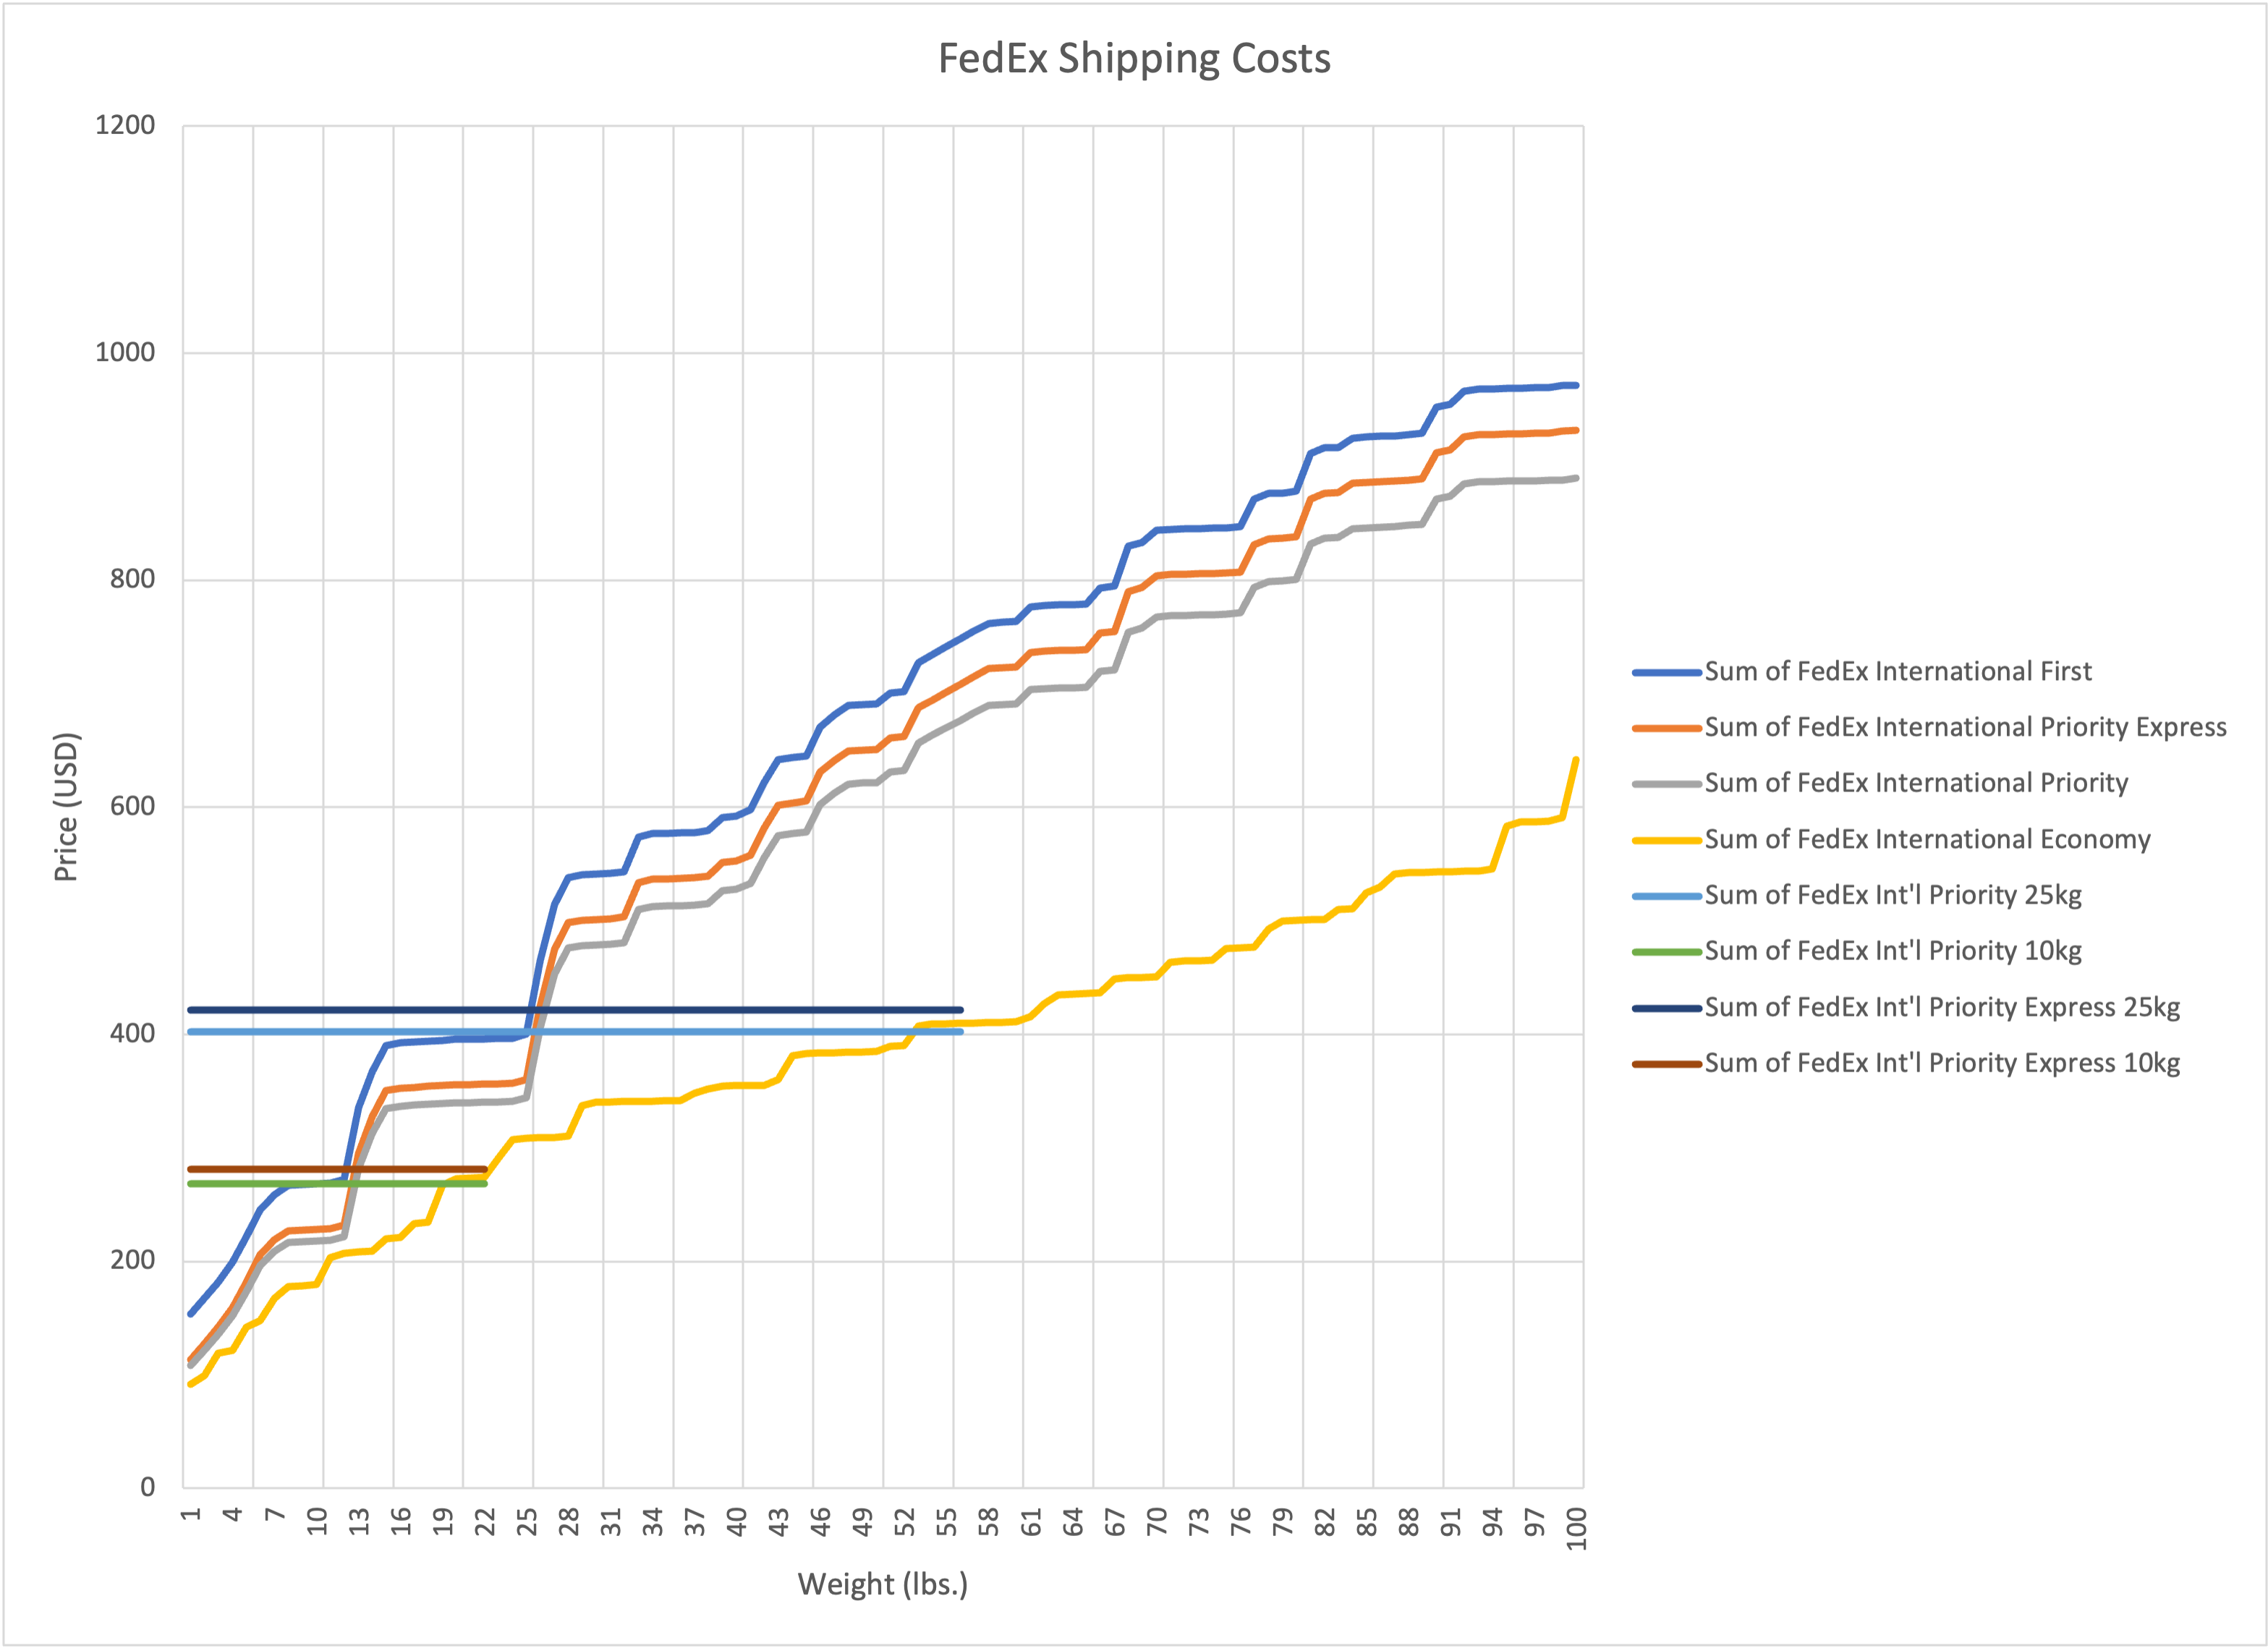 FedEx Shipping Costs
1200
1000
800
600
400
200
0
Price (USD)
1 4 7 10 13 16 19 22 25 28 31 34 37 40 43 46 49 52 55 58 61 64 67 70 73 76 79 82 85 88 91 94 97 100
Weight (lbs.)
Sum of FedEx International First
Sum of FedEx International Priority Express
Sum of FedEx International Priority
Sum of FedEx International Economy
Sum of FedEx Int'l Priority 25kg
Sum of FedEx Int'l Priority 10kg
Sum of FedEx Int'l Priority Express 25kg
Sum of FedEx Int'l Priority Express 10kg